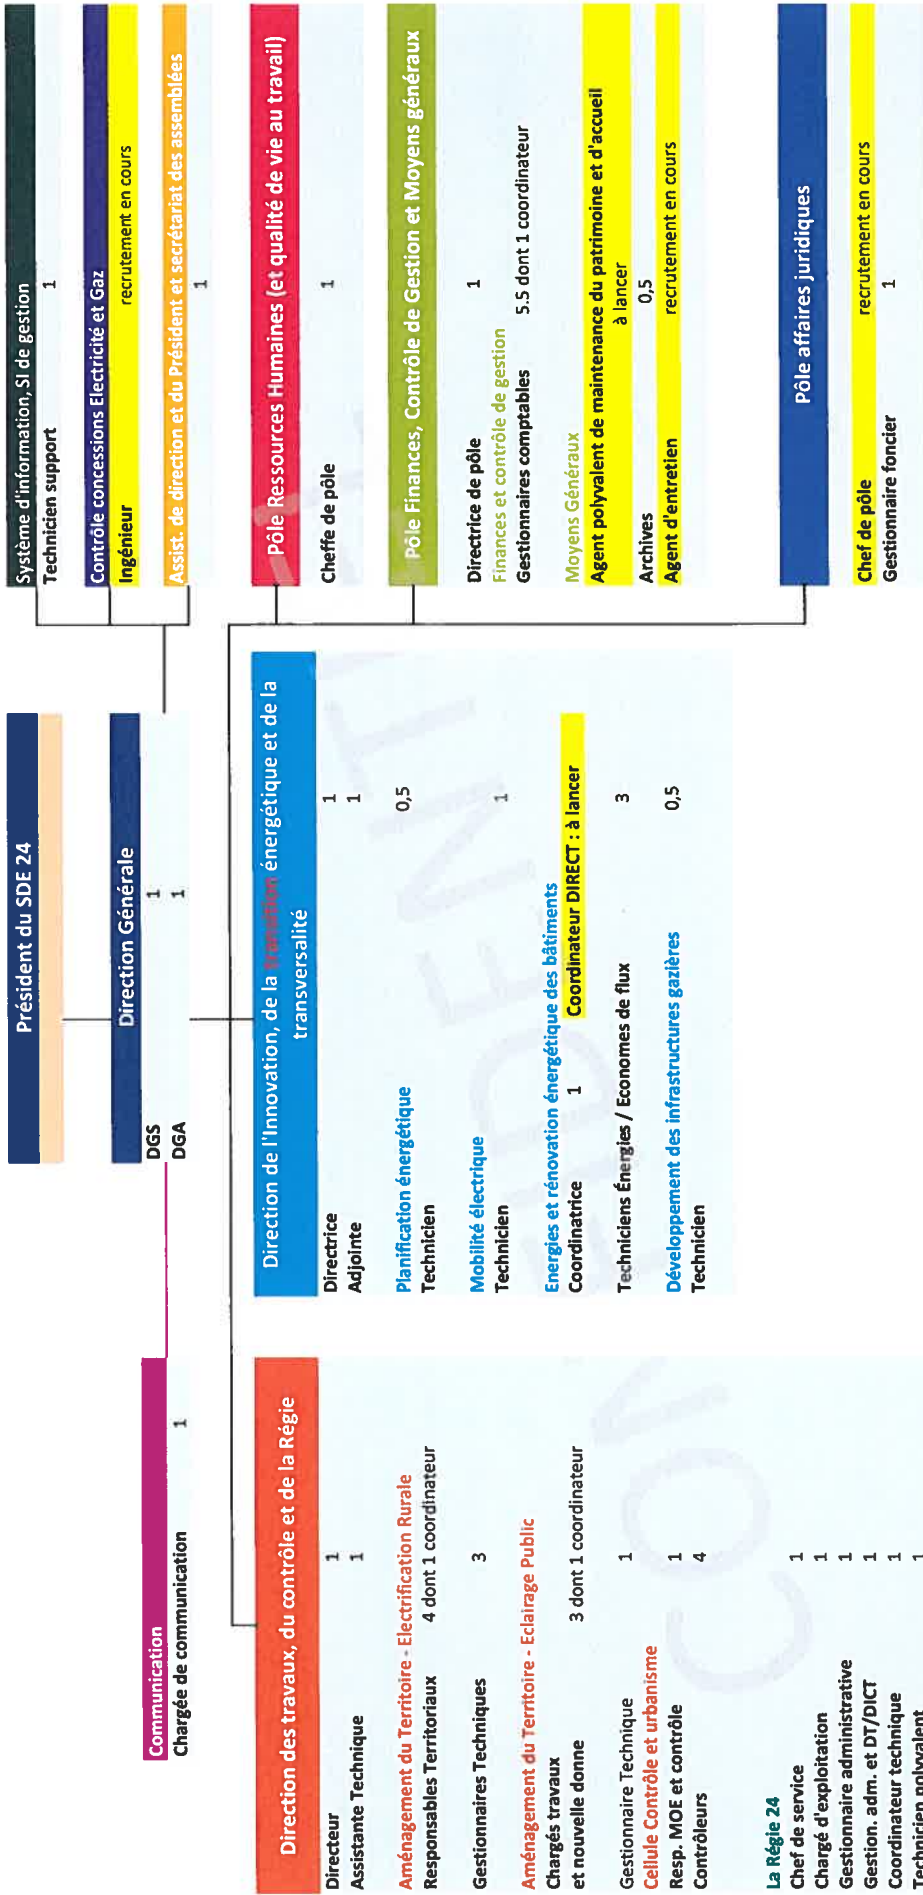 Président du SDE 24
Direction Générale
DGS 1
DGA 1
Communication
Chargée de communication 1
Système d'information, SI de gestion
Technicien support 1
Contrôle concessions Electricité et Gaz
Ingénieur recrutement en cours
Assist. de direction et du Président et secrétariat des assemblées
1
Direction des travaux, du contrôle et de la Régie
Directeur 1
Assistante Technique 1
Aménagement du Territoire - Electrification Rurale
Responsables Territoriaux 4 dont 1 coordinateur
Gestionnaires Techniques 3
Aménagement du Territoire - Eclairage Public
Chargés travaux
et nouvelle donne 3 dont 1 coordinateur
Gestionnaire Technique 1
Cellule Contrôle et urbanisme
Resp. MOE et contrôle 1
Contrôleurs 4
La Régie 24
Chef de service 1
Chargé d'exploitation 1
Gestionnaire administrative 1
Gestion. adm. et DT/DICT 1
Coordinateur technique 1
Technicien polyvalent 1
Direction de l'Innovation, de la transition énergétique et de la
transversalité
Directrice 1
Adjointe 1
Planification énergétique
Technicien 0,5
Mobilité électrique
Technicien 1
Energies et rénovation énergétique des bâtiments
Coordinatrice 1 Coordinateur DIRECT : à lancer
Techniciens Énergies / Economes de flux 3
Développement des infrastructures gazières
Technicien 0,5
Pôle Ressources Humaines (et qualité de vie au travail)
Cheffe de pôle 1
Pôle Finances, Contrôle de Gestion et Moyens généraux
Directrice de pôle 1
Finances et contrôle de gestion
Gestionnaires comptables 5.5 dont 1 coordinateur
Moyens Généraux
Agent polyvalent de maintenance du patrimoine et d'accueil
à lancer
Archives 0,5
Agent d'entretien recrutement en cours
Pôle affaires juridiques
Chef de pôle recrutement en cours
Gestionnaire foncier 1